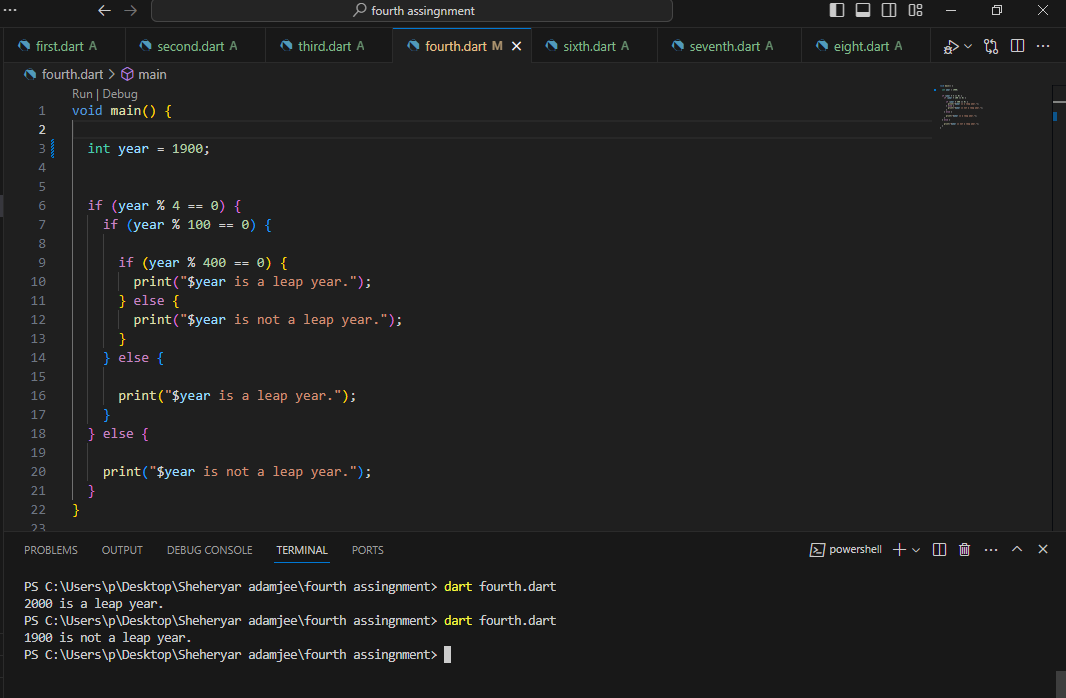 fourth assingnment
first.dart A second.dart A third.dart A fourth.dart M sixth.dart A seventh.dart A eight.dart A
fourth.dart > main
Run | Debug
1 void main() {
2
3 int year = 1900;
4
5
6 if (year % 4 == 0) {
7 if (year % 100 == 0) {
8
9 if (year % 400 == 0) {
10 print("$year is a leap year.");
11 } else {
12 print("$year is not a leap year.");
13 }
14 } else {
15
16 print("$year is a leap year.");
17 }
18 } else {
19
20 print("$year is not a leap year.");
21 }
22 }
23
PROBLEMS OUTPUT DEBUG CONSOLE TERMINAL PORTS powershell
PS C:\Users\p\Desktop\Sheheryar adamjee\fourth assingnment> dart fourth.dart
2000 is a leap year.
PS C:\Users\p\Desktop\Sheheryar adamjee\fourth assingnment> dart fourth.dart
1900 is not a leap year.
PS C:\Users\p\Desktop\Sheheryar adamjee\fourth assingnment>